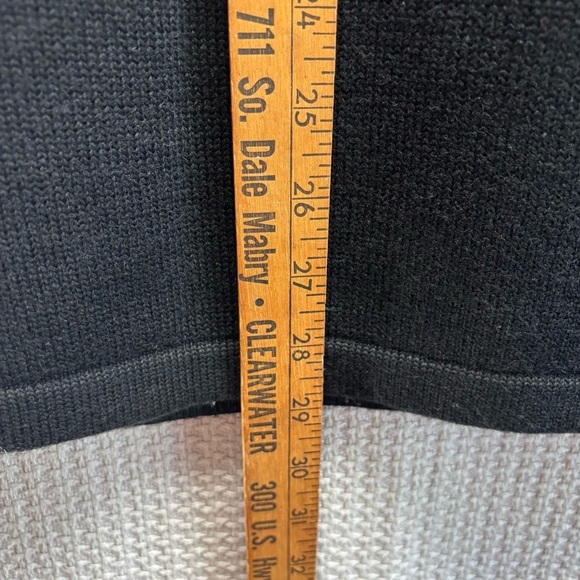 711 So. Dale Mabry • CLEARWATER 300 U.S. Hw
24 25 26 27 28 29 30 31 32